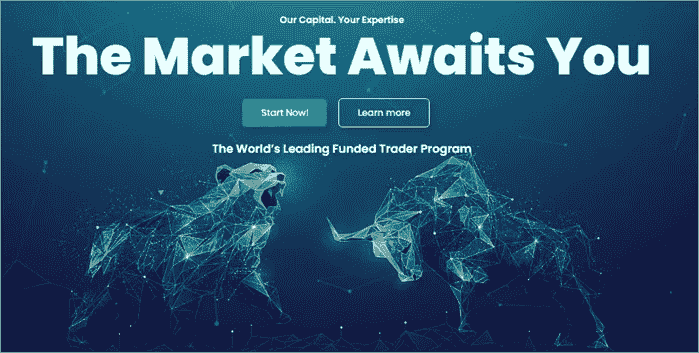 Our Capital. Your Expertise
The Market Awaits You
Start Now!
Learn more
The World's Leading Funded Trader Program